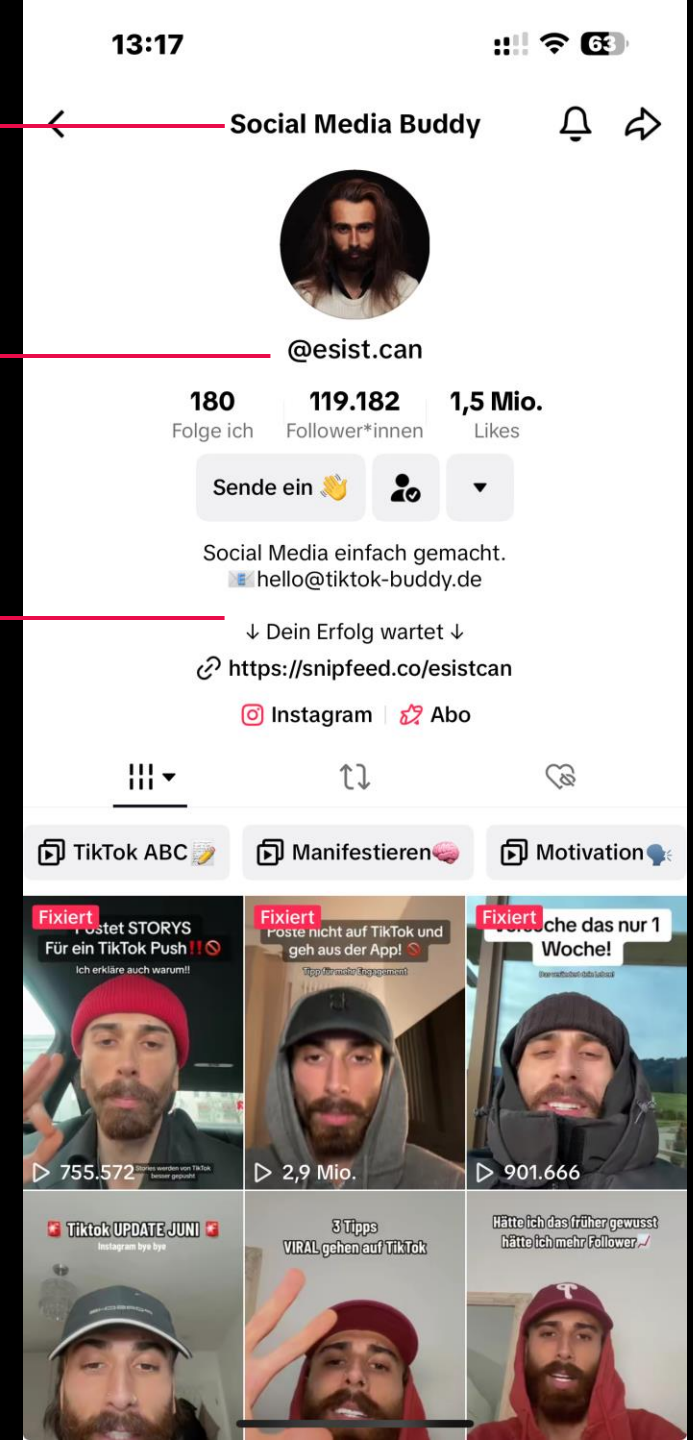 13:17
63
Social Media Buddy
@esist.can
180
Folge ich
119.182
Follower*innen
1,5 Mio.
Likes
Sende ein 👋
Social Media einfach gemacht.
📧hello@tiktok-buddy.de
↓ Dein Erfolg wartet ↓
https://snipfeed.co/esistcan
Instagram
Abo
TikTok ABC📝
Manifestieren🧠
Motivation🗣️
Fixiert
STORYS
Für ein TikTok Push‼️🚫
Ich erkläre auch warum!!
Stories werden von TikTok
besser gepusht
755.572
Fixiert
Poste nicht auf TikTok und
geh aus der App! 🚫
Tipp für mehr Engagement
2,9 Mio.
Fixiert
das nur 1
Woche!
Das verändert dein Leben!
901.666
🚨 Tiktok UPDATE JUNI 🚨
Instagram bye bye
3 Tipps
VIRAL gehen auf TikTok
Hätte ich das früher gewusst
hätte ich mehr Follower📈
P